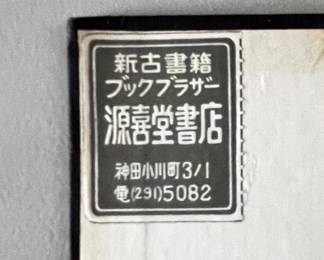 新古書籍
ブックブラザー
源喜堂書店
神田小川町3/1
電(291)5082